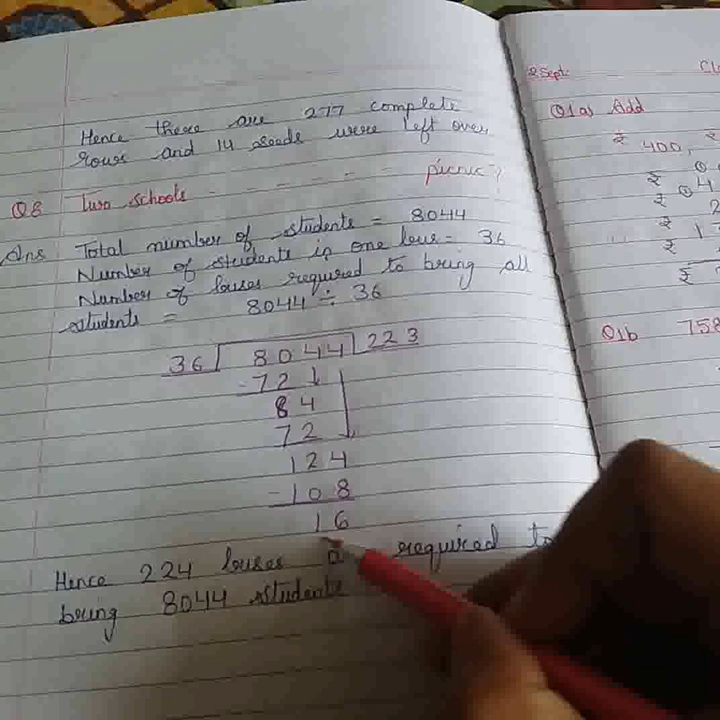 Hence there are 277 complete
rows and 14 seeds were left over.
Q8 Two schools - - - - - - picnic?
Ans Total number of students = 8044
Number of students in one bus = 36
Number of buses required to bring all
students = 8044 ÷ 36
36 8044 223
-72
84
72
124
-108
16
Hence 224 buses required to
bring 8044 students
2 Sept
Q1a) Add
₹ 400,
₹
₹
₹
₹
Q1b 758